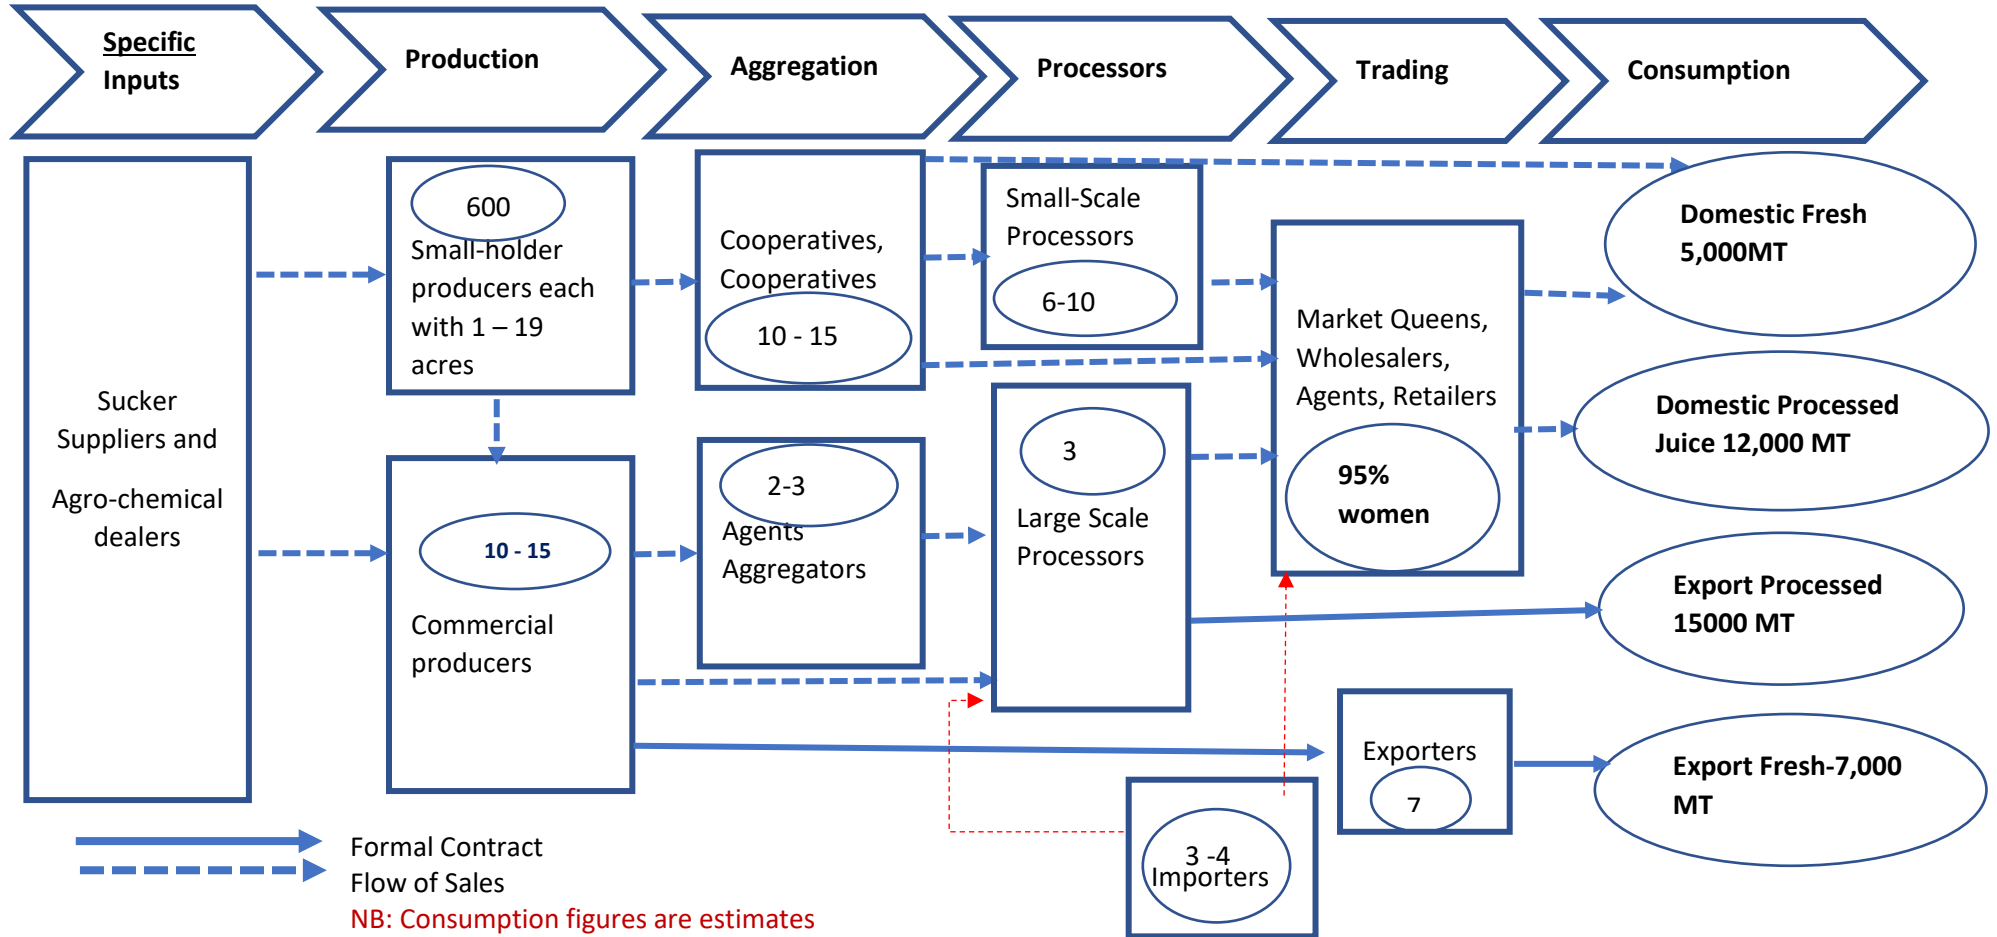 Specific
Inputs
Production
Aggregation
Processors
Trading
Consumption
Sucker
Suppliers and
Agro-chemical
dealers
600
Small-holder
producers each
with 1 – 19
acres
10 - 15
Commercial
producers
Cooperatives,
Cooperatives
10 - 15
2-3
Agents
Aggregators
Small-Scale
Processors
6-10
3
Large Scale
Processors
Market Queens,
Wholesalers,
Agents, Retailers
95%
women
Exporters
7
3 -4
Importers
Domestic Fresh
5,000MT
Domestic Processed
Juice 12,000 MT
Export Processed
15000 MT
Export Fresh-7,000
MT
Formal Contract
Flow of Sales
NB: Consumption figures are estimates